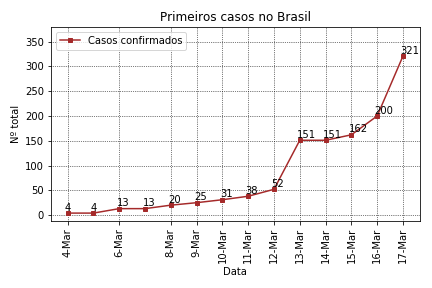 Primeiros casos no Brasil
Casos confirmados
Nº total
350
300
250
200
150
100
50
0
4
4
13
13
20
25
31
38
52
151
151
162
200
321
4-Mar
6-Mar
8-Mar
9-Mar
10-Mar
11-Mar
12-Mar
13-Mar
14-Mar
15-Mar
16-Mar
17-Mar
Data